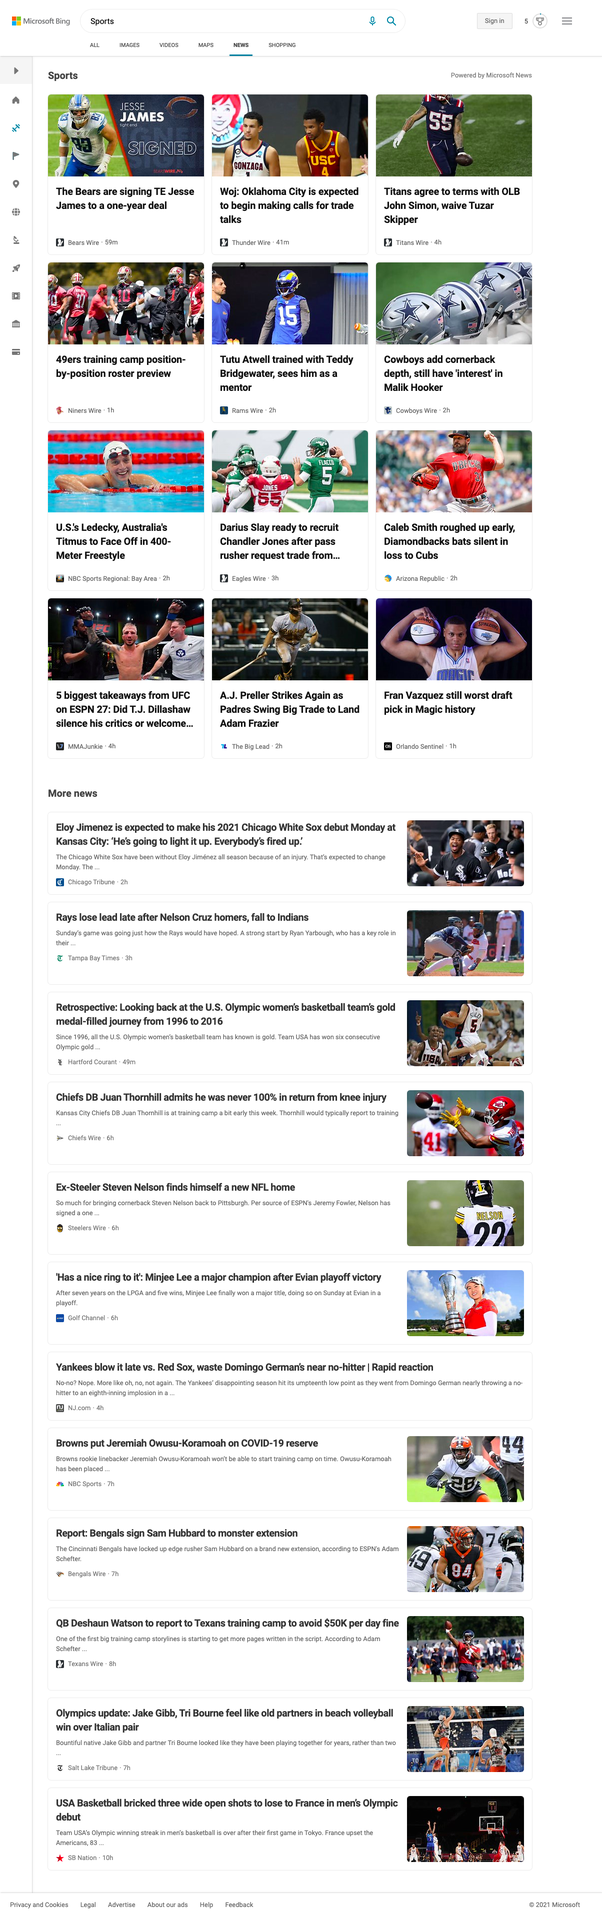 Microsoft Bing
Sports
Sign in
5
ALL IMAGES VIDEOS MAPS NEWS SHOPPING
Sports
Powered by Microsoft News
JESSE
JAMES
tight end
SIGNED
The Bears are signing TE Jesse
James to a one-year deal
Bears Wire · 59m
GONZAGA
USC
4
Woj: Oklahoma City is expected
to begin making calls for trade
talks
Thunder Wire · 41m
55
Titans agree to terms with OLB
John Simon, waive Tuzar
Skipper
Titans Wire · 4h
49ers training camp position-
by-position roster preview
Niners Wire · 1h
15
Tutu Atwell trained with Teddy
Bridgewater, sees him as a
mentor
Rams Wire · 2h
Cowboys add cornerback
depth, still have 'interest' in
Malik Hooker
Cowboys Wire · 2h
U.S.'s Ledecky, Australia's
Titmus to Face Off in 400-
Meter Freestyle
NBC Sports Regional: Bay Area · 2h
FLACCO
5
JONES
55
Darius Slay ready to recruit
Chandler Jones after pass
rusher request trade from...
Eagles Wire · 3h
Caleb Smith roughed up early,
Diamondbacks bats silent in
loss to Cubs
Arizona Republic · 2h
5 biggest takeaways from UFC
on ESPN 27: Did T.J. Dillashaw
silence his critics or welcome...
MMAJunkie · 4h
A.J. Preller Strikes Again as
Padres Swing Big Trade to Land
Adam Frazier
The Big Lead · 2h
Fran Vazquez still worst draft
pick in Magic history
Orlando Sentinel · 1h
More news
Eloy Jimenez is expected to make his 2021 Chicago White Sox debut Monday at
Kansas City: ‘He’s going to light it up. Everybody’s fired up.’
The Chicago White Sox have been without Eloy Jiménez all season because of an injury. That’s expected to change
Monday. The ...
Chicago Tribune · 2h
Rays lose lead late after Nelson Cruz homers, fall to Indians
Sunday’s game was going just how the Rays would have hoped. A strong start by Ryan Yarbough, who has a key role in
their ...
Tampa Bay Times · 3h
Retrospective: Looking back at the U.S. Olympic women’s basketball team’s gold
medal-filled journey from 1996 to 2016
Since 1996, all the U.S. Olympic women’s basketball team has known is gold. Team USA has won six consecutive
Olympic gold ...
Hartford Courant · 49m
Chiefs DB Juan Thornhill admits he was never 100% in return from knee injury
Kansas City Chiefs DB Juan Thornhill is at training camp a bit early this week. Thornhill would typically report to training
...
Chiefs Wire · 6h
41
Ex-Steeler Steven Nelson finds himself a new NFL home
So much for bringing cornerback Steven Nelson back to Pittsburgh. Per source of ESPN's Jeremy Fowler, Nelson has
signed a one ...
Steelers Wire · 6h
NELSON
22
'Has a nice ring to it': Minjee Lee a major champion after Evian playoff victory
After seven years on the LPGA and five wins, Minjee Lee finally won a major title, doing so on Sunday at Evian in a
playoff.
Golf Channel · 6h
Yankees blow it late vs. Red Sox, waste Domingo German’s near no-hitter | Rapid reaction
No-no? Nope. More like oh, no, not again. The Yankees’ disappointing season hit its umpteenth low point as they went from Domingo German nearly throwing a no-
hitter to an eighth-inning implosion in a ...
NJ.com · 4h
Browns put Jeremiah Owusu-Koramoah on COVID-19 reserve
Browns rookie linebacker Jeremiah Owusu-Koramoah won’t be able to start training camp on time. Owusu-Koramoah
has been placed ...
NBC Sports · 7h
28
44
Report: Bengals sign Sam Hubbard to monster extension
The Cincinnati Bengals have locked up edge rusher Sam Hubbard on a brand new extension, according to ESPN's Adam
Schefter.
Bengals Wire · 7h
49
94
QB Deshaun Watson to report to Texans training camp to avoid $50K per day fine
One of the first big training camp storylines is starting to get more pages written in the script. According to Adam
Schefter ...
Texans Wire · 8h
4
Olympics update: Jake Gibb, Tri Bourne feel like old partners in beach volleyball
win over Italian pair
Bountiful native Jake Gibb and partner Tri Bourne looked like they have been playing together for years, rather than two
...
Salt Lake Tribune · 7h
USA Basketball bricked three wide open shots to lose to France in men’s Olympic
debut
Team USA’s Olympic winning streak in men’s basketball is over after their first game in Tokyo. France upset the
Americans, 83 ...
SB Nation · 10h
Privacy and Cookies Legal Advertise About our ads Help Feedback
© 2021 Microsoft